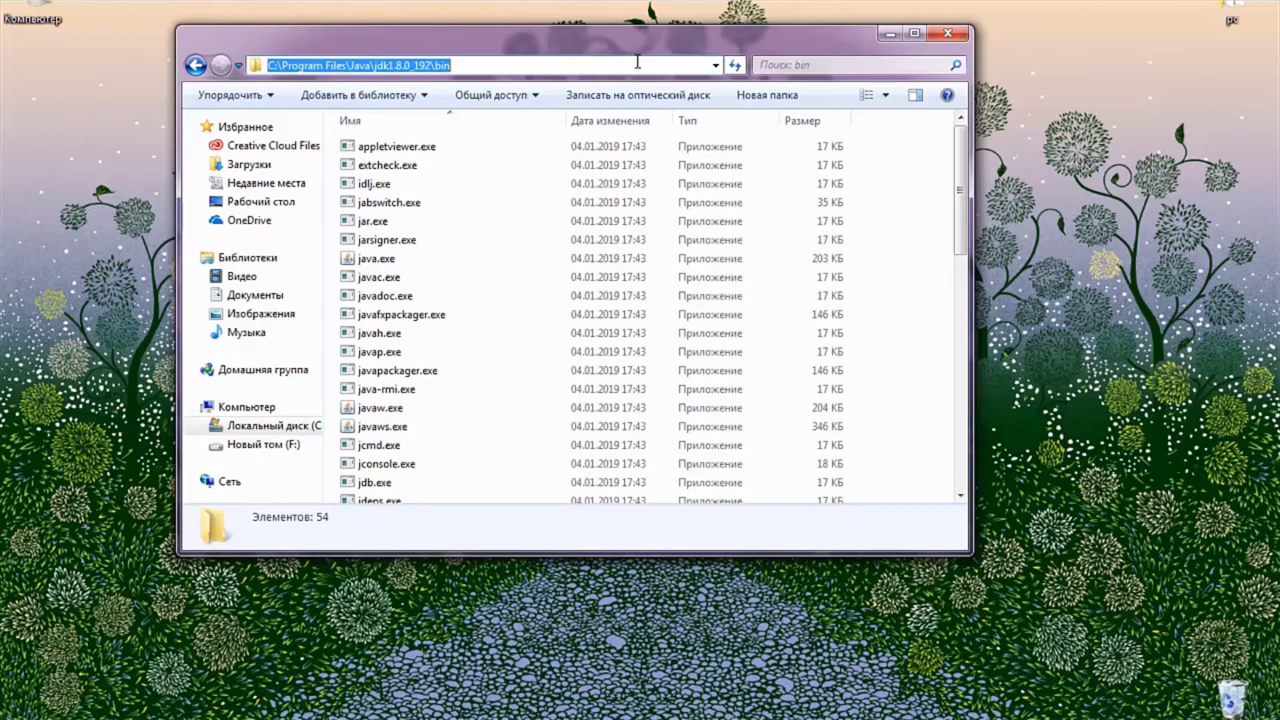 Компьютер
рс
C:\Program Files\Java\jdk1.8.0_192\bin
Поиск: bin
Упорядочить Добавить в библиотеку Общий доступ Записать на оптический диск Новая папка
Имя Дата изменения Тип Размер
Избранное
Creative Cloud Files
Загрузки
Недавние места
Рабочий стол
OneDrive
Библиотеки
Видео
Документы
Изображения
Музыка
Домашняя группа
Компьютер
Локальный диск (C
Новый том (F:)
Сеть
appletviewer.exe 04.01.2019 17:43 Приложение 17 КБ
extcheck.exe 04.01.2019 17:43 Приложение 17 КБ
idlj.exe 04.01.2019 17:43 Приложение 17 КБ
jabswitch.exe 04.01.2019 17:43 Приложение 35 КБ
jar.exe 04.01.2019 17:43 Приложение 17 КБ
jarsigner.exe 04.01.2019 17:43 Приложение 17 КБ
java.exe 04.01.2019 17:43 Приложение 203 КБ
javac.exe 04.01.2019 17:43 Приложение 17 КБ
javadoc.exe 04.01.2019 17:43 Приложение 17 КБ
javafxpackager.exe 04.01.2019 17:43 Приложение 146 КБ
javah.exe 04.01.2019 17:43 Приложение 17 КБ
javap.exe 04.01.2019 17:43 Приложение 17 КБ
javapackager.exe 04.01.2019 17:43 Приложение 146 КБ
java-rmi.exe 04.01.2019 17:43 Приложение 17 КБ
javaw.exe 04.01.2019 17:43 Приложение 204 КБ
javaws.exe 04.01.2019 17:43 Приложение 346 КБ
jcmd.exe 04.01.2019 17:43 Приложение 17 КБ
jconsole.exe 04.01.2019 17:43 Приложение 18 КБ
jdb.exe 04.01.2019 17:43 Приложение 17 КБ
jdeps.exe 04.01.2019 17:43 Приложение 17 КБ
Элементов: 54